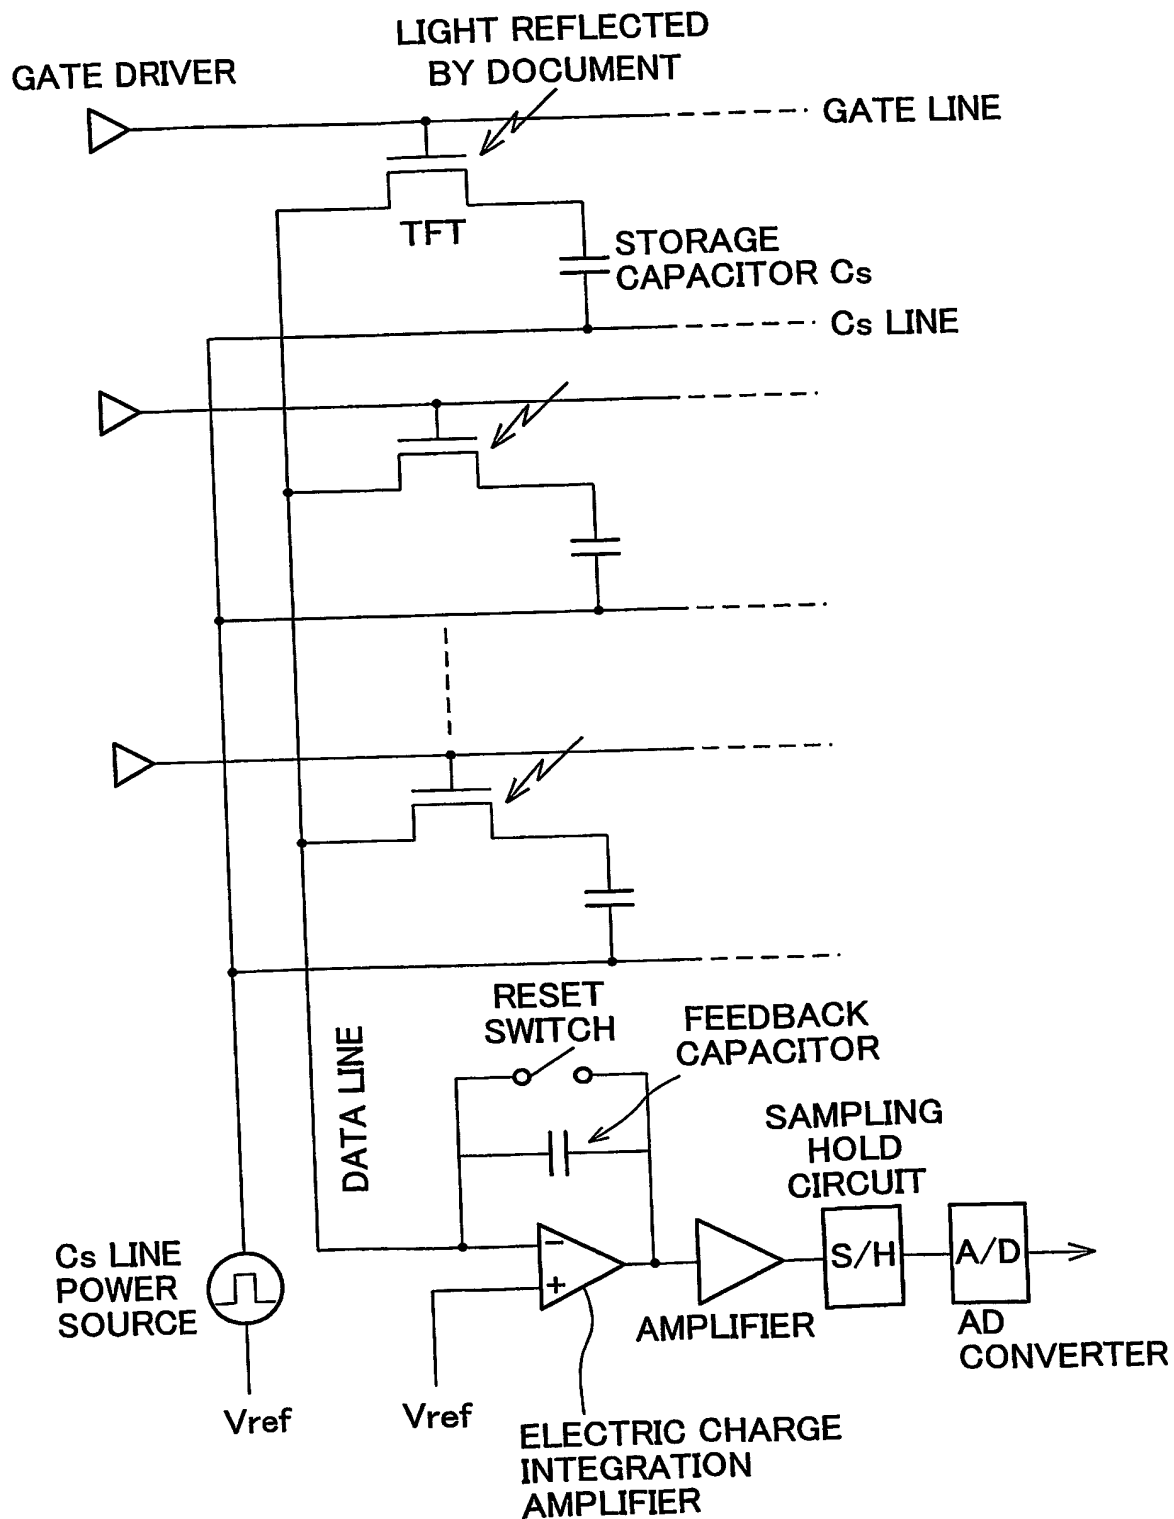 LIGHT REFLECTED
BY DOCUMENT
GATE DRIVER
GATE LINE
TFT
STORAGE
CAPACITOR Cs
Cs LINE
RESET
SWITCH
FEEDBACK
CAPACITOR
DATA LINE
SAMPLING
HOLD
CIRCUIT
Cs LINE
POWER
SOURCE
−
+
S/H
A/D
AMPLIFIER
AD
CONVERTER
Vref
Vref
ELECTRIC CHARGE
INTEGRATION
AMPLIFIER